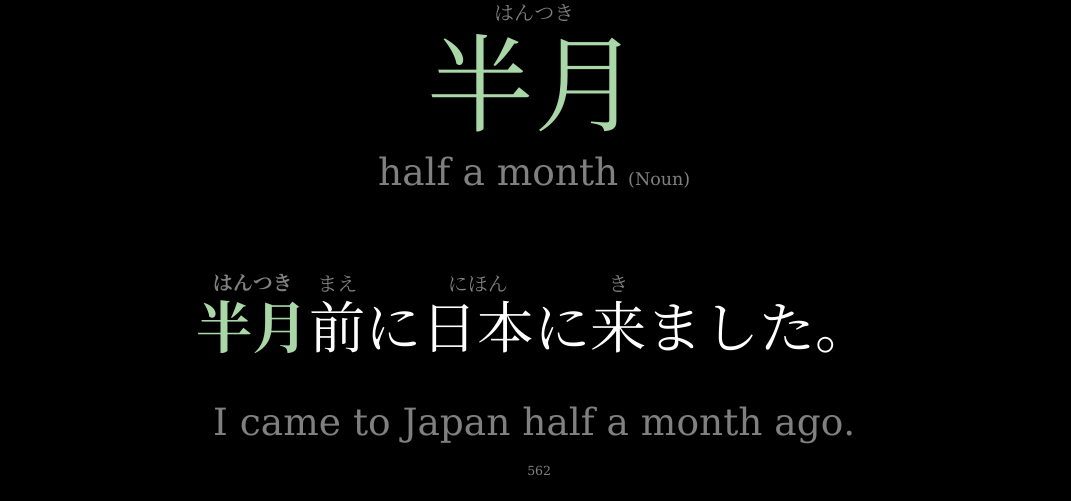 はんつき
半月
half a month (Noun)
はんつき まえ にほん き
半月前に日本に来ました。
I came to Japan half a month ago.
562